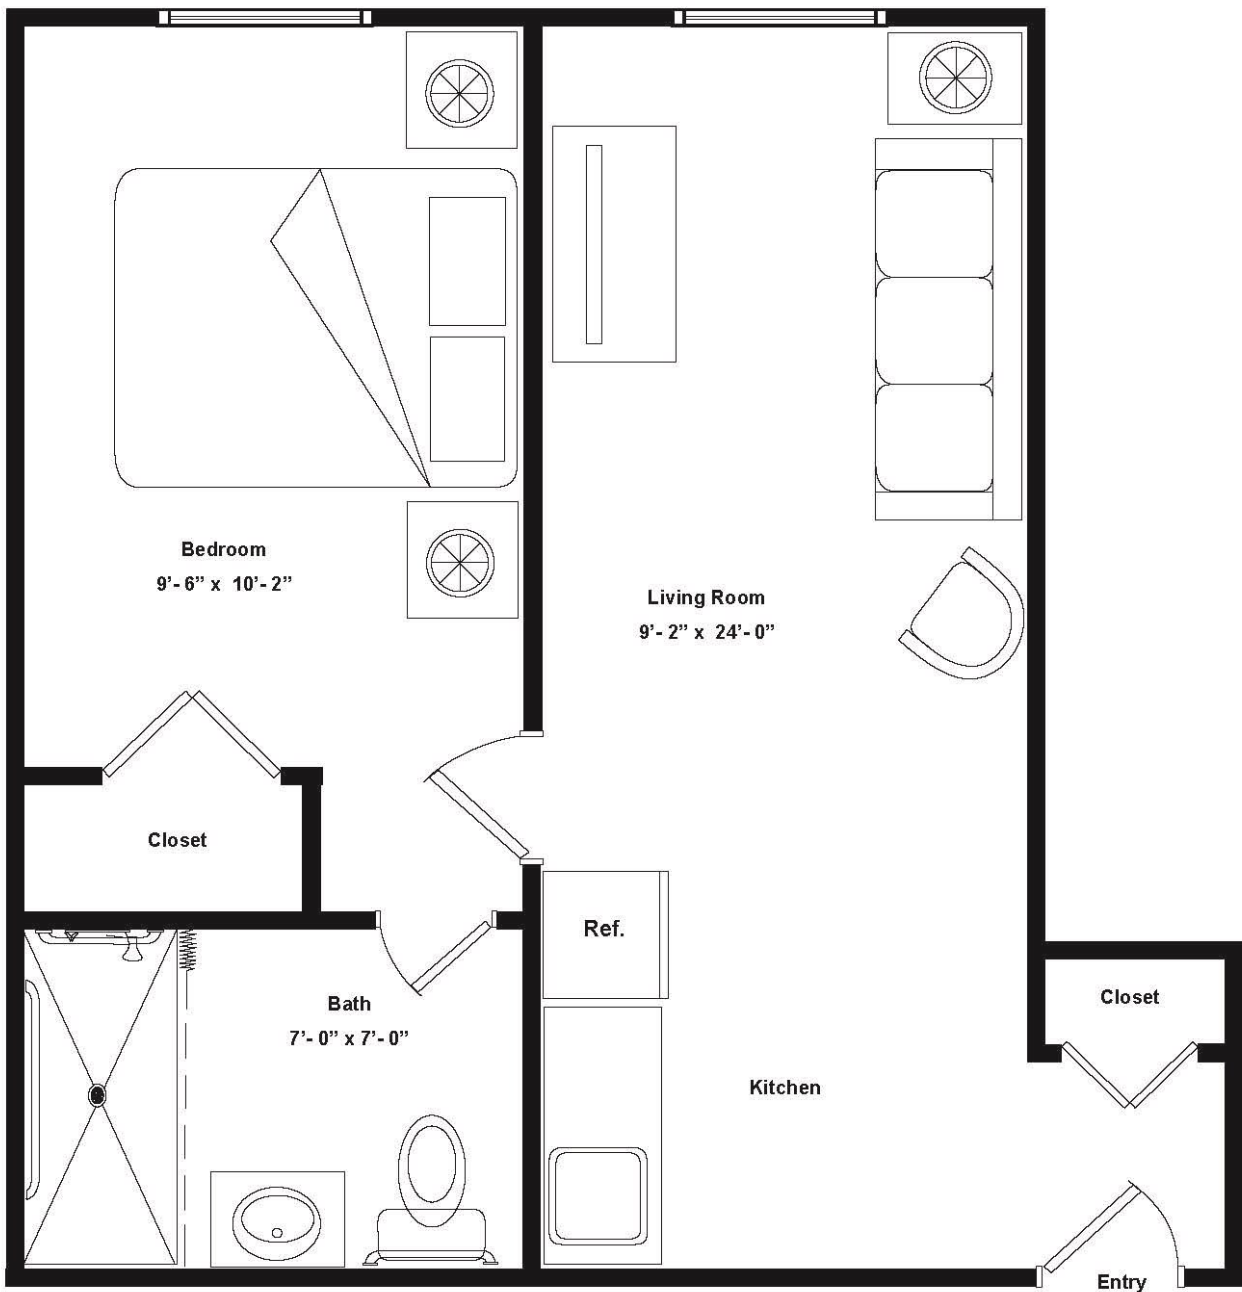 Bedroom
9’- 6” x 10’- 2”
Living Room
9’- 2” x 24’- 0”
Closet
Ref.
Bath
7’- 0” x 7’- 0”
Closet
Kitchen
Entry